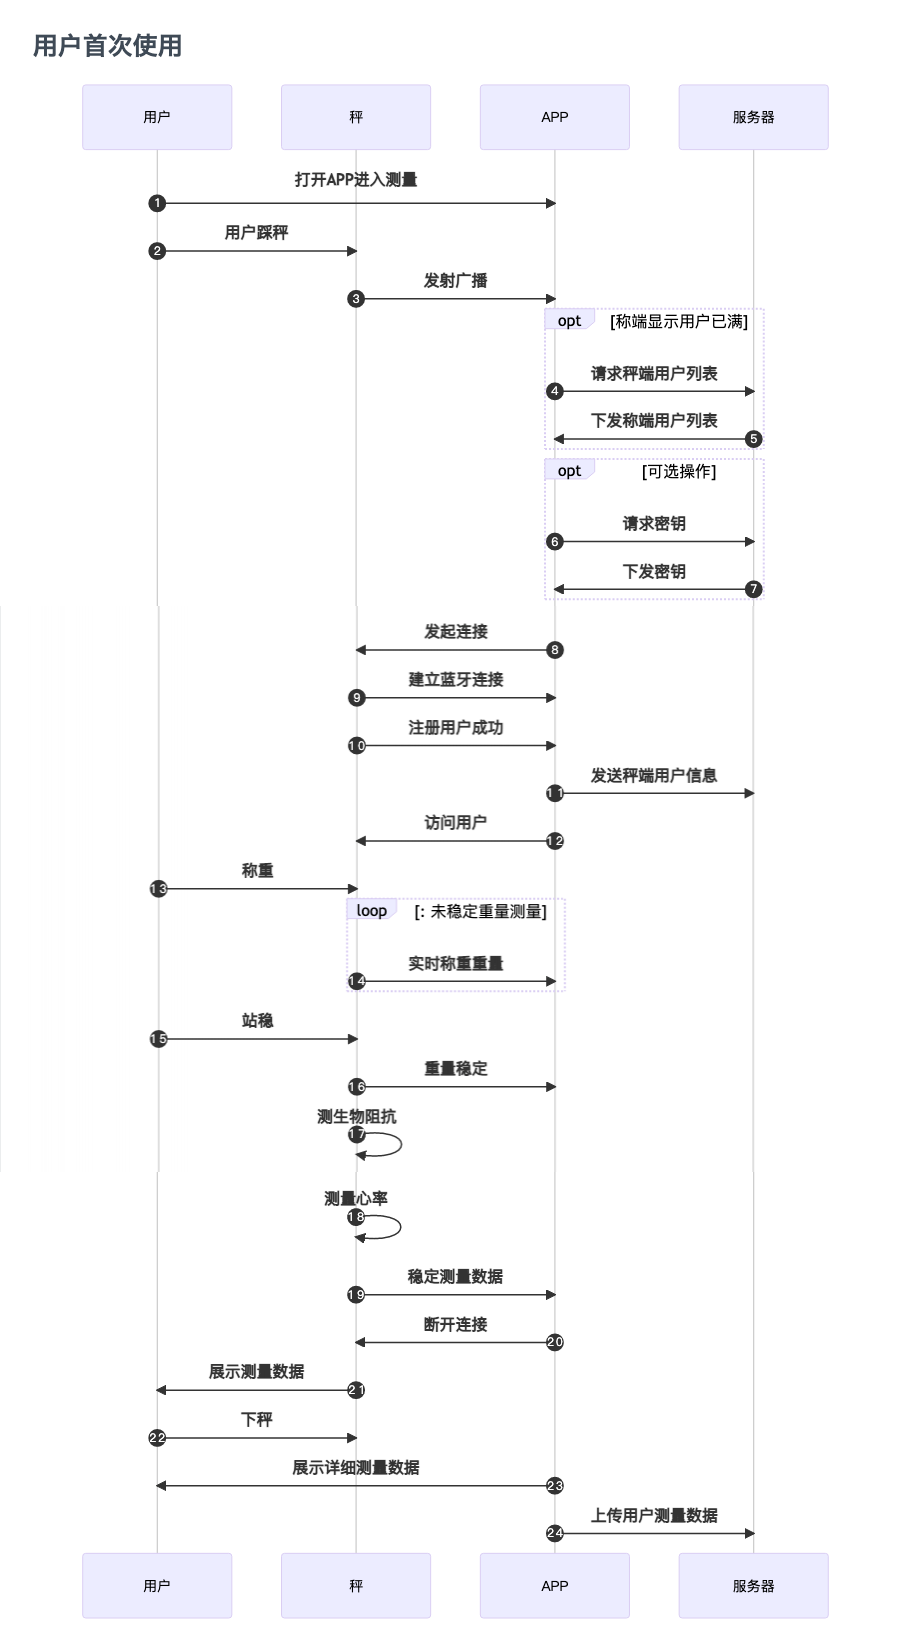 用户首次使用
用户
秤
APP
服务器
打开APP进入测量
1
用户踩秤
2
发射广播
3
opt
[称端显示用户已满]
请求秤端用户列表
4
下发称端用户列表
5
opt
[可选操作]
请求密钥
6
下发密钥
7
发起连接
8
建立蓝牙连接
9
注册用户成功
10
发送秤端用户信息
11
访问用户
12
称重
13
loop
[: 未稳定重量测量]
实时称重重量
14
站稳
15
重量稳定
16
测生物阻抗
17
测量心率
18
稳定测量数据
19
断开连接
20
展示测量数据
21
下秤
22
展示详细测量数据
23
上传用户测量数据
24
用户
秤
APP
服务器